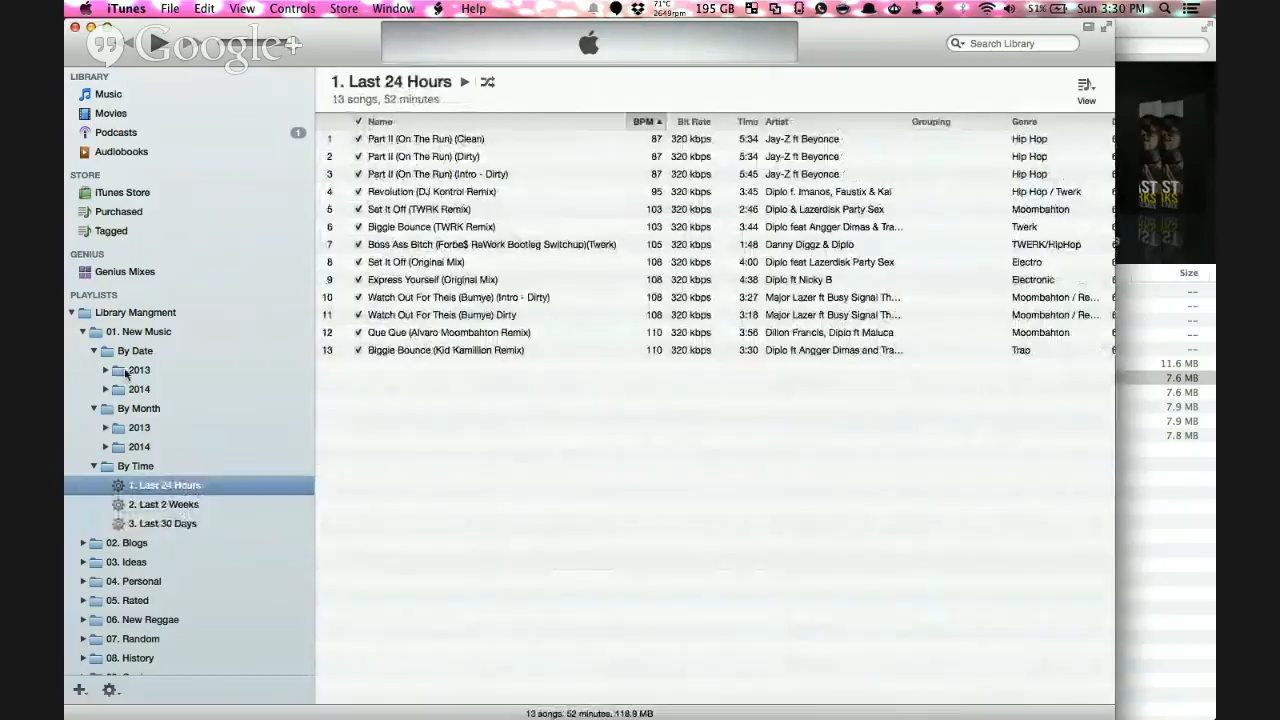 iTunes File Edit View Controls Store Window Help 71°C 2649rpm 195 GB 51% Sun 3:30 PM
Google+
Search Library
LIBRARY
Music
Movies
Podcasts 1
Audiobooks
STORE
iTunes Store
Purchased
Tagged
GENIUS
Genius Mixes
PLAYLISTS
Library Mangment
01. New Music
By Date
2013
2014
By Month
2013
2014
By Time
1. Last 24 Hours
2. Last 2 Weeks
3. Last 30 Days
02. Blogs
03. Ideas
04. Personal
05. Rated
06. New Reggae
07. Random
08. History
1. Last 24 Hours
13 songs, 52 minutes
View
✓ Name BPM Bit Rate Time Artist Grouping Genre
1 ✓ Part II (On The Run) (Clean) 87 320 kbps 5:34 Jay-Z ft Beyonce Hip Hop
2 ✓ Part II (On The Run) (Dirty) 87 320 kbps 5:34 Jay-Z ft Beyonce Hip Hop
3 ✓ Part II (On The Run) (Intro - Dirty) 87 320 kbps 5:45 Jay-Z ft Beyonce Hip Hop
4 ✓ Revolution (DJ Kontrol Remix) 95 320 kbps 3:45 Diplo f. Imanos, Faustix & Kai Hip Hop / Twerk
5 ✓ Set It Off (TWRK Remix) 103 320 kbps 2:46 Diplo & Lazerdisk Party Sex Moombahton
6 ✓ Biggie Bounce (TWRK Remix) 103 320 kbps 3:44 Diplo feat Angger Dimas & Tra... Twerk
7 ✓ Boss Ass Bitch (Forbe$ ReWork Bootleg Switchup)(Twerk) 105 320 kbps 1:48 Danny Diggz & Diplo TWERK/HipHop
8 ✓ Set It Off (Original Mix) 108 320 kbps 4:00 Diplo feat Lazerdisk Party Sex Electro
9 ✓ Express Yourself (Original Mix) 108 320 kbps 4:38 Diplo ft Nicky B Electronic
10 ✓ Watch Out For Theis (Bumye) (Intro - Dirty) 108 320 kbps 3:27 Major Lazer ft Busy Signal Th... Moombahton / Re...
11 ✓ Watch Out For Theis (Bumye) Dirty 108 320 kbps 3:18 Major Lazer ft Busy Signal Th... Moombahton / Re...
12 ✓ Que Que (Alvaro Moombahton Remix) 110 320 kbps 3:56 Dillon Francis, Diplo ft Maluca Moombahton
13 ✓ Biggie Bounce (Kid Kamillion Remix) 110 320 kbps 3:30 Diplo ft Angger Dimas and Tra... Trap
13 songs, 52 minutes, 118.9 MB
Size
--
--
--
--
11.6 MB
7.6 MB
7.6 MB
7.9 MB
7.9 MB
7.8 MB